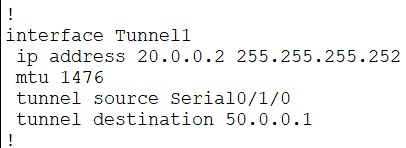 !
interface Tunnel1
 ip address 20.0.0.2 255.255.255.252
 mtu 1476
 tunnel source Serial0/1/0
 tunnel destination 50.0.0.1
!